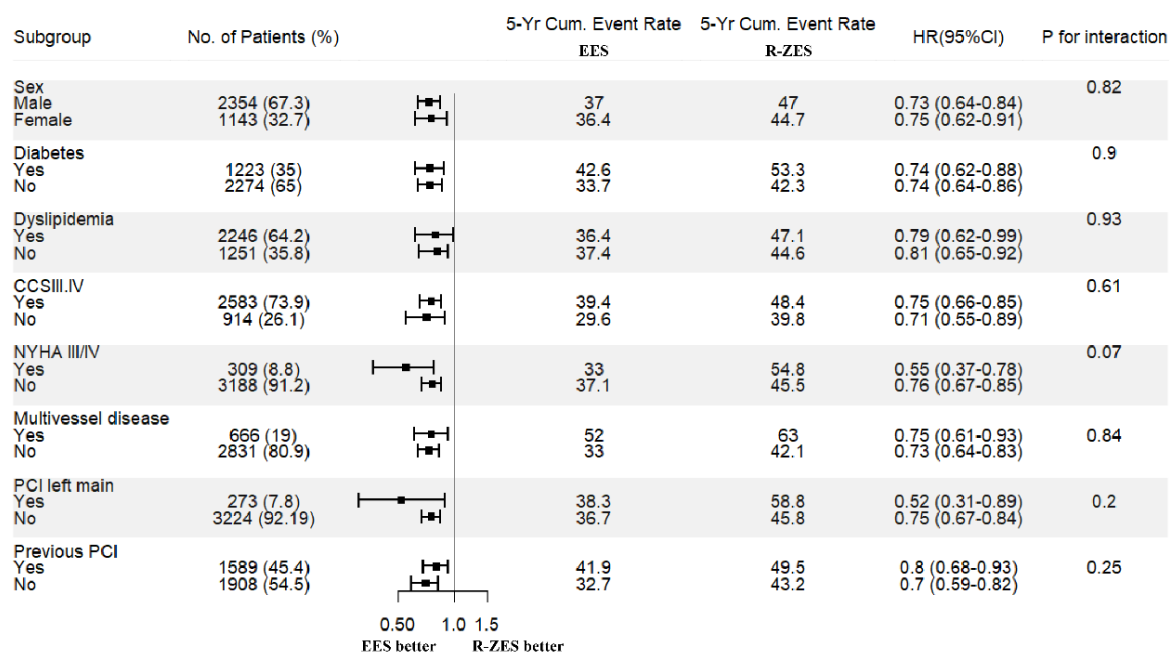 Subgroup No. of Patients (%) 5-Yr Cum. Event Rate EES 5-Yr Cum. Event Rate R-ZES HR(95%CI) P for interaction
Sex 0.82
Male 2354 (67.3) 37 47 0.73 (0.64-0.84)
Female 1143 (32.7) 36.4 44.7 0.75 (0.62-0.91)
Diabetes 0.9
Yes 1223 (35) 42.6 53.3 0.74 (0.62-0.88)
No 2274 (65) 33.7 42.3 0.74 (0.64-0.86)
Dyslipidemia 0.93
Yes 2246 (64.2) 36.4 47.1 0.79 (0.62-0.99)
No 1251 (35.8) 37.4 44.6 0.81 (0.65-0.92)
CCSIII.IV 0.61
Yes 2583 (73.9) 39.4 48.4 0.75 (0.66-0.85)
No 914 (26.1) 29.6 39.8 0.71 (0.55-0.89)
NYHA III/IV 0.07
Yes 309 (8.8) 33 54.8 0.55 (0.37-0.78)
No 3188 (91.2) 37.1 45.5 0.76 (0.67-0.85)
Multivessel disease
Yes 666 (19) 52 63 0.75 (0.61-0.93) 0.84
No 2831 (80.9) 33 42.1 0.73 (0.64-0.83)
PCI left main
Yes 273 (7.8) 38.3 58.8 0.52 (0.31-0.89) 0.2
No 3224 (92.19) 36.7 45.8 0.75 (0.67-0.84)
Previous PCI
Yes 1589 (45.4) 41.9 49.5 0.8 (0.68-0.93) 0.25
No 1908 (54.5) 32.7 43.2 0.7 (0.59-0.82)
0.50 1.0 1.5
EES better R-ZES better